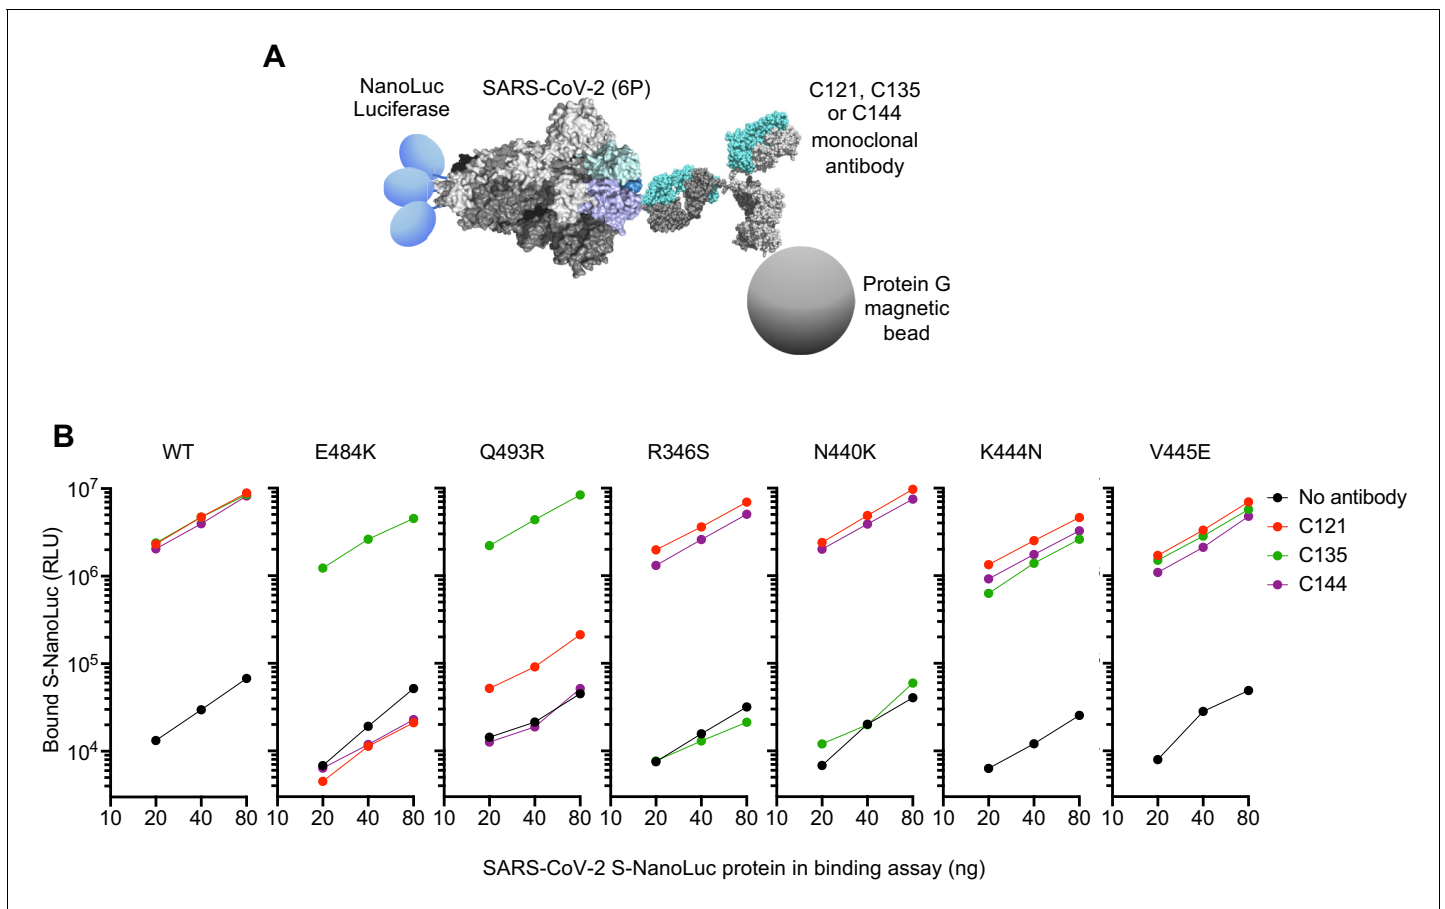 A
NanoLuc
Luciferase
SARS-CoV-2 (6P)
C121, C135
or C144
monoclonal
antibody
Protein G
magnetic
bead
B
WT
E484K
Q493R
R346S
N440K
K444N
V445E
Bound S-NanoLuc (RLU)
10^7
10^6
10^5
10^4
10 20 40 80
10 20 40 80
10 20 40 80
10 20 40 80
10 20 40 80
10 20 40 80
10 20 40 80
SARS-CoV-2 S-NanoLuc protein in binding assay (ng)
No antibody
C121
C135
C144